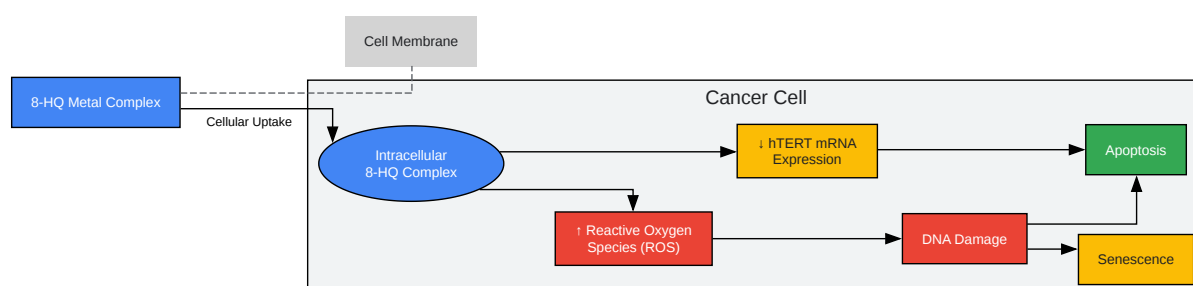 Cell Membrane
8-HQ Metal Complex
Cancer Cell
Cellular Uptake
Intracellular
8-HQ Complex
↓ hTERT mRNA
Expression
Apoptosis
↑ Reactive Oxygen
Species (ROS)
DNA Damage
Senescence